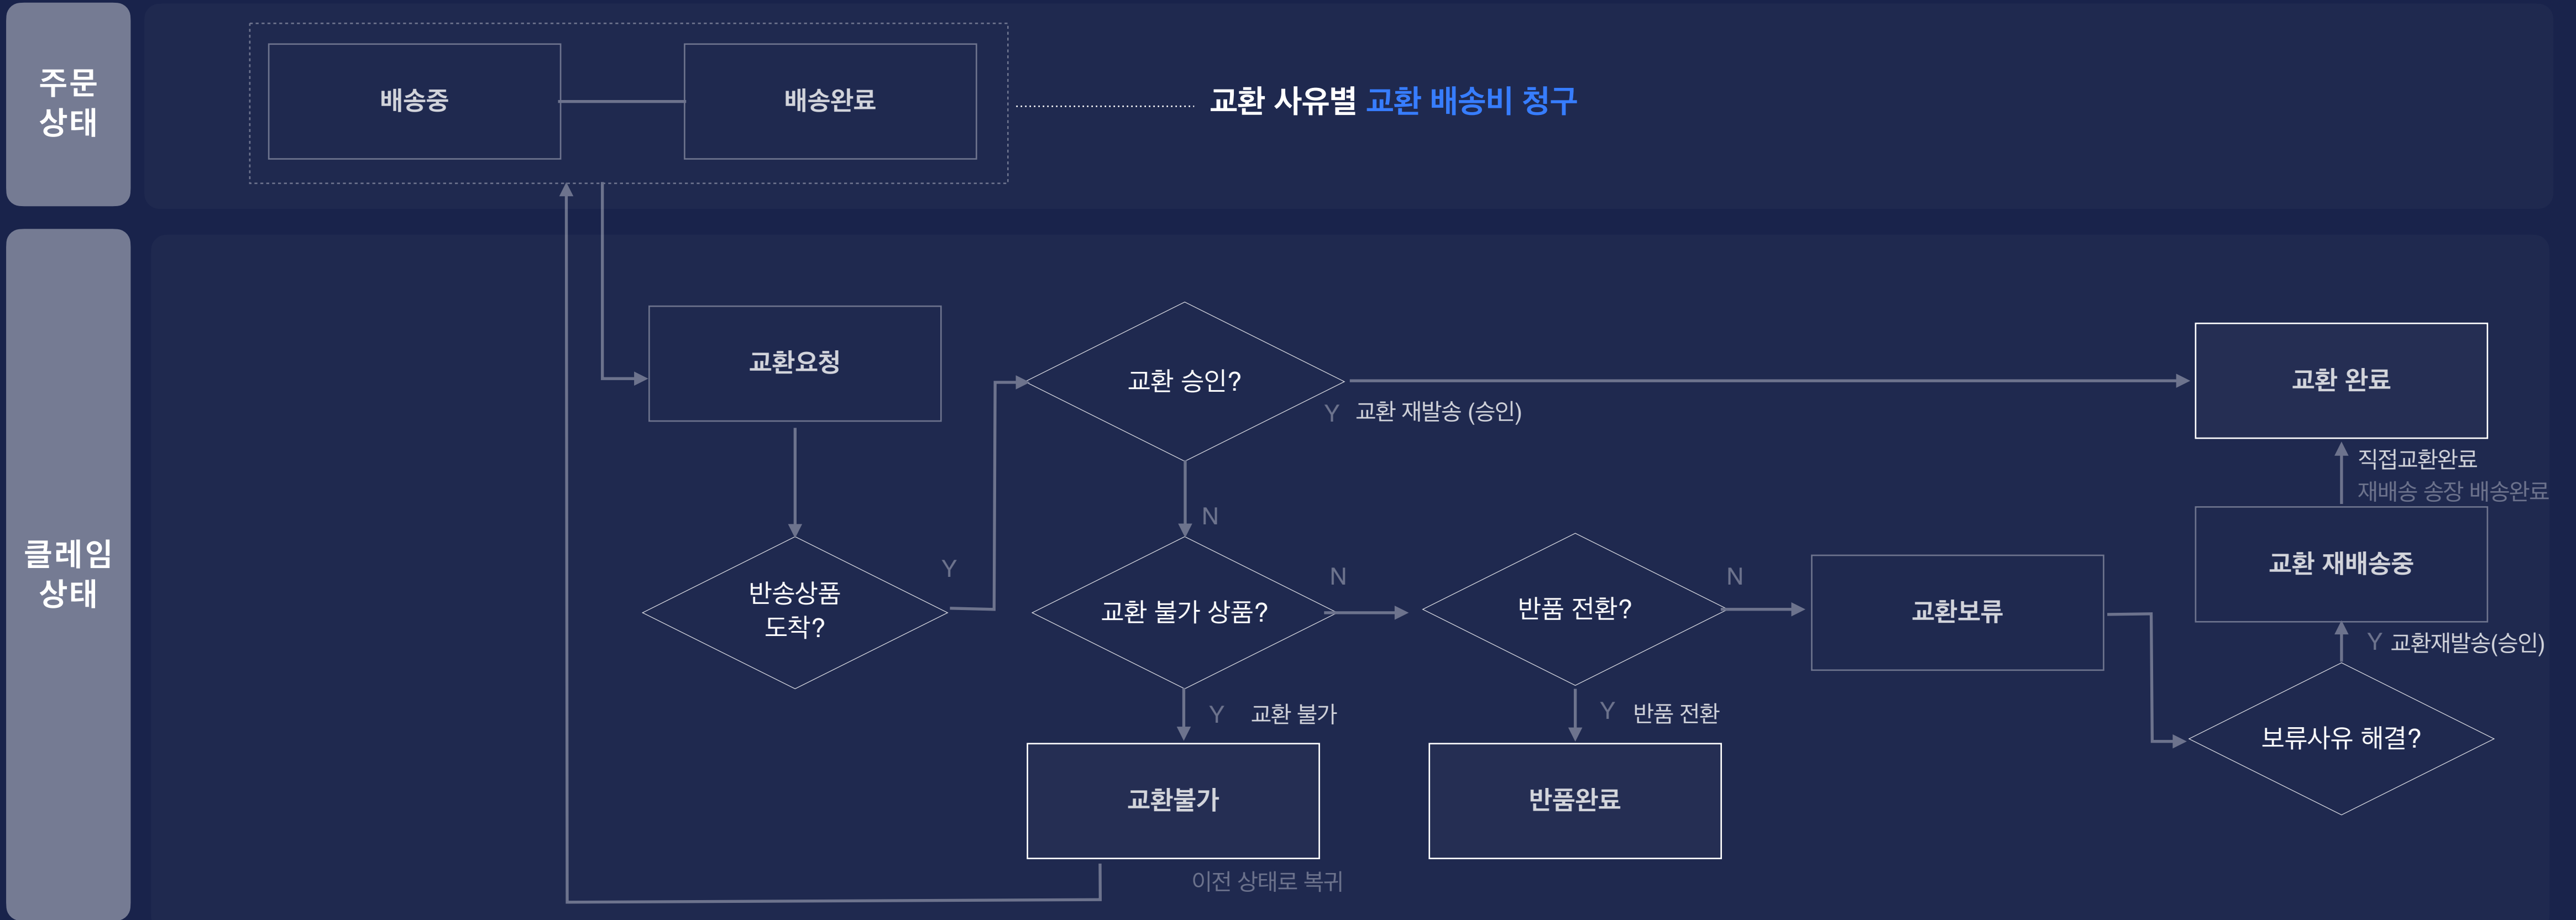 주문
상태
배송중
배송완료
교환 사유별 교환 배송비 청구
클레임
상태
교환요청
교환 승인?
Y 교환 재발송 (승인)
교환 완료
직접교환완료
재배송 송장 배송완료
N
반송상품
도착?
Y
교환 불가 상품?
N
반품 전환?
N
교환보류
교환 재배송중
Y 교환재발송(승인)
보류사유 해결?
Y 교환 불가
Y 반품 전환
교환불가
반품완료
이전 상태로 복귀